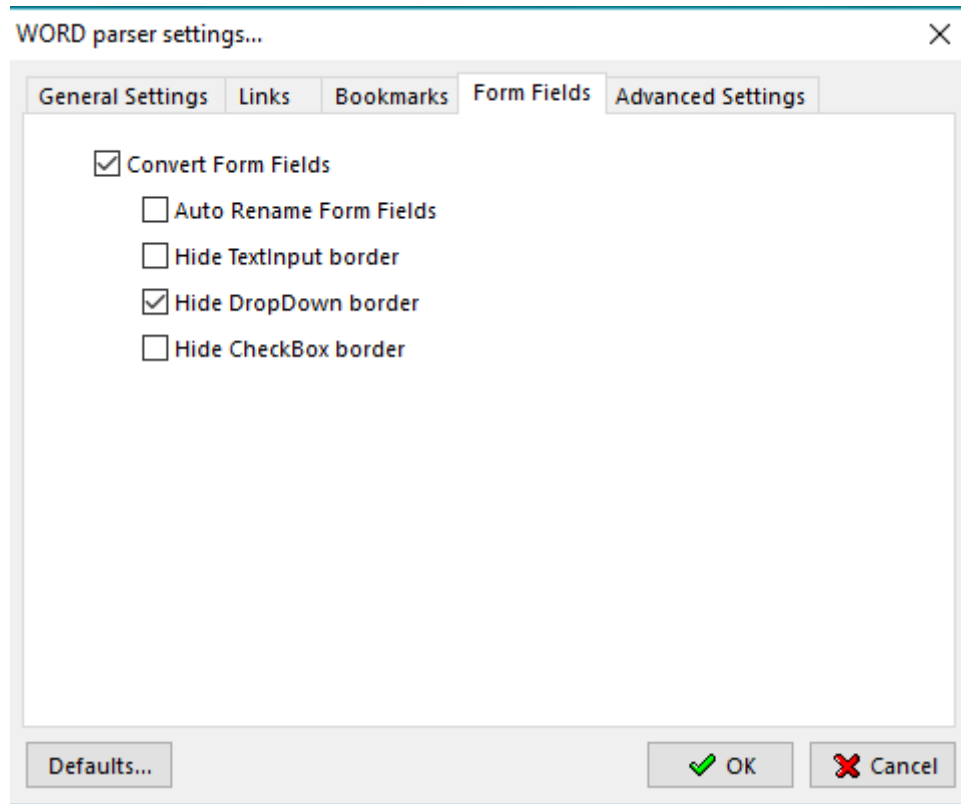 WORD parser settings...
General Settings Links Bookmarks Form Fields Advanced Settings
Convert Form Fields
Auto Rename Form Fields
Hide TextInput border
Hide DropDown border
Hide CheckBox border
Defaults... OK Cancel